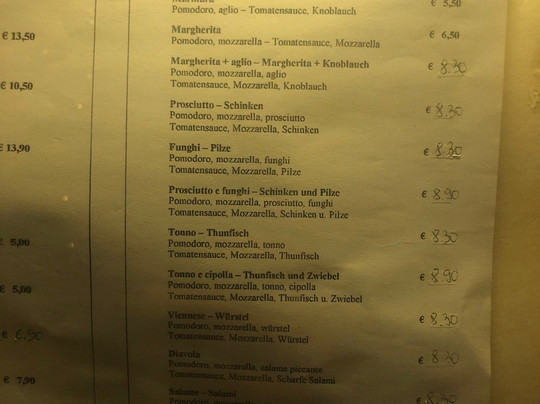 € 13,50
€ 10,50
€ 13,90
€ 5,00
€ 5,00
€ 6,90
€ 7,90
Pomodoro, aglio – Tomatensauce, Knoblauch
€ 5,50
Margherita
€ 6,50
Pomodoro, mozzarella – Tomatensauce, Mozzarella
Margherita + aglio – Margherita + Knoblauch
€ 8.30
Pomodoro, mozzarella, aglio
Tomatensauce, Mozzarella, Knoblauch
Prosciutto – Schinken
€ 8.30
Pomodoro, mozzarella, prosciutto
Tomatensauce, Mozzarella, Schinken
Funghi – Pilze
€ 8.30
Pomodoro, mozzarella, funghi
Tomatensauce, Mozzarella, Pilze
Prosciutto e funghi – Schinken und Pilze
€ 8.90
Pomodoro, mozzarella, prosciutto, funghi
Tomatensauce, Mozzarella, Schinken u. Pilze
Tonno – Thunfisch
€ 8.30
Pomodoro, mozzarella, tonno
Tomatensauce, Mozzarella, Thunfisch
Tonno e cipolla – Thunfisch und Zwiebel
€ 8.90
Pomodoro, mozzarella, tonno, cipolla
Tomatensauce, Mozzarella, Thunfisch u. Zwiebel
Viennese – Würstel
€ 8.30
Pomodoro, mozzarella, würstel
Tomatensauce, Mozzarella, Würstel
Diavola
€ 8.30
Pomodoro, mozzarella, salame piccante
Tomatensauce, Mozzarella, Scharfe Salami
Salame – Salami
€ 8.30